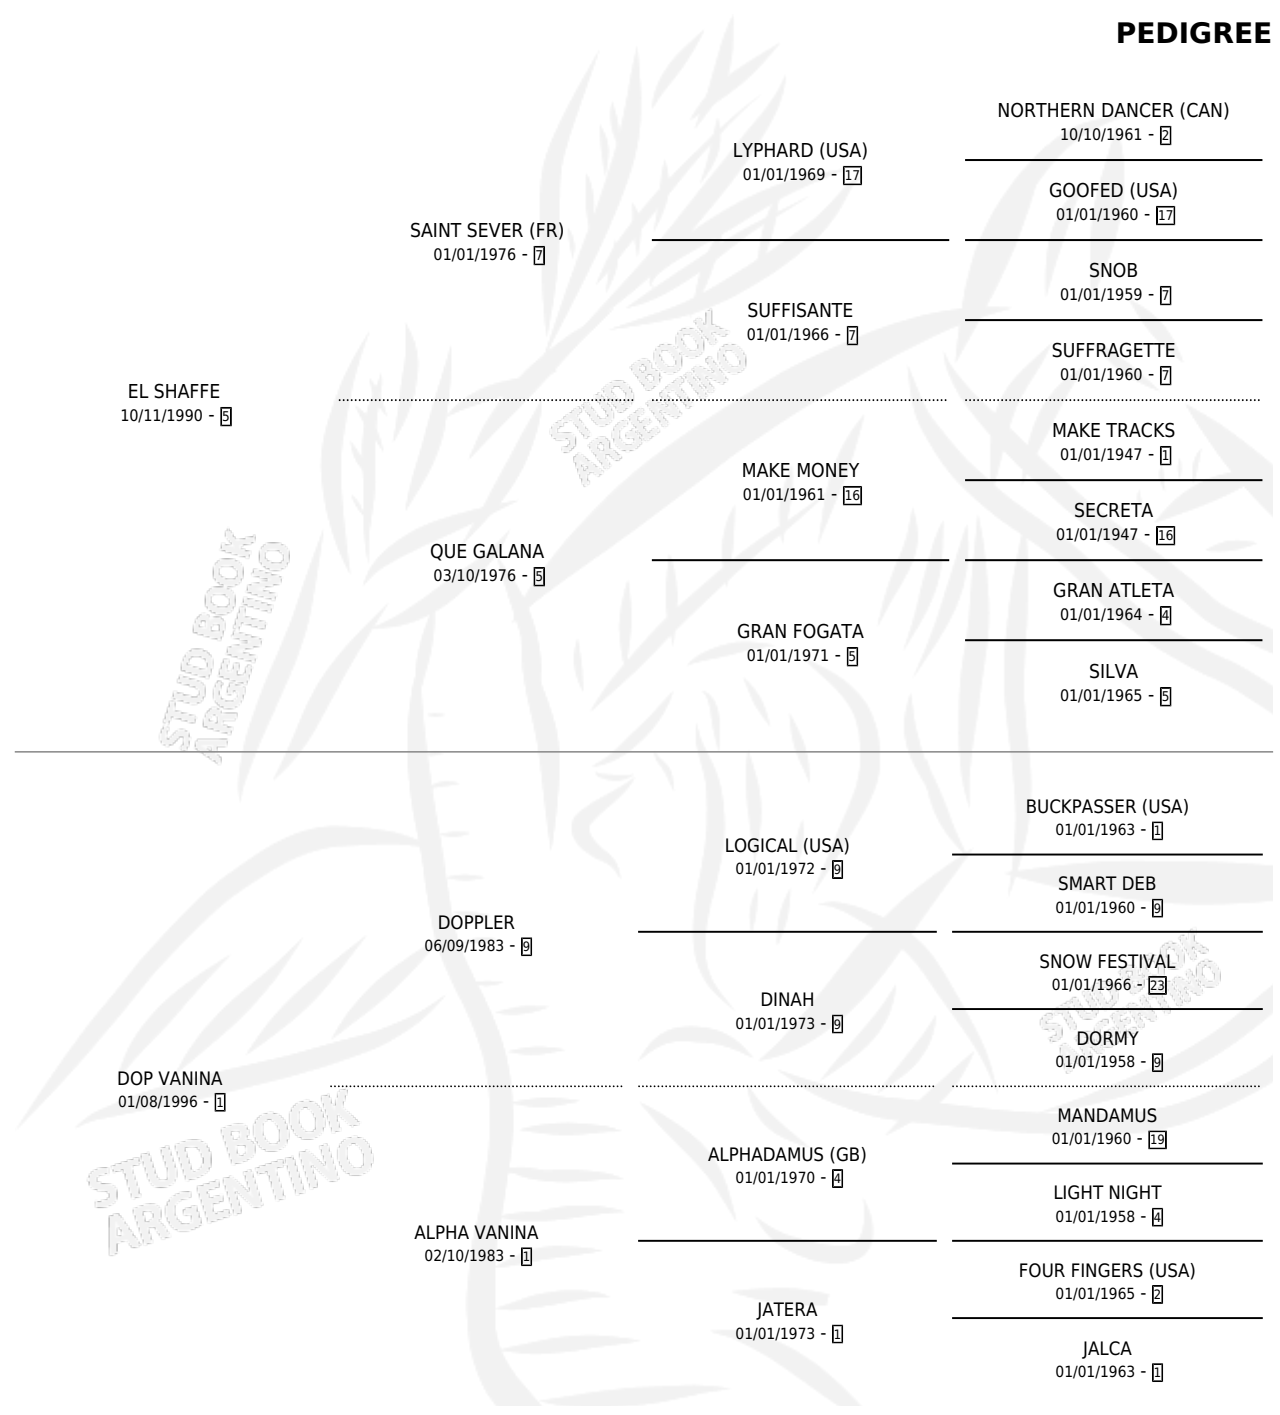 PEDIGREE
NORTHERN DANCER (CAN)
10/10/1961 - 2
LYPHARD (USA)
01/01/1969 - 17
GOOFED (USA)
01/01/1960 - 17
SAINT SEVER (FR)
01/01/1976 - 7
SNOB
01/01/1959 - 7
SUFFISANTE
01/01/1966 - 7
SUFFRAGETTE
01/01/1960 - 7
EL SHAFFE
10/11/1990 - 5
MAKE TRACKS
01/01/1947 - 1
MAKE MONEY
01/01/1961 - 16
SECRETA
01/01/1947 - 16
QUE GALANA
03/10/1976 - 5
GRAN ATLETA
01/01/1964 - 4
GRAN FOGATA
01/01/1971 - 5
SILVA
01/01/1965 - 5
BUCKPASSER (USA)
01/01/1963 - 1
LOGICAL (USA)
01/01/1972 - 9
SMART DEB
01/01/1960 - 9
DOPPLER
06/09/1983 - 9
SNOW FESTIVAL
01/01/1966 - 23
DINAH
01/01/1973 - 9
DORMY
01/01/1958 - 9
DOP VANINA
01/08/1996 - 1
MANDAMUS
01/01/1960 - 19
ALPHADAMUS (GB)
01/01/1970 - 4
LIGHT NIGHT
01/01/1958 - 4
ALPHA VANINA
02/10/1983 - 1
FOUR FINGERS (USA)
01/01/1965 - 2
JATERA
01/01/1973 - 1
JALCA
01/01/1963 - 1
STUD BOOK
ARGENTINO
STUD BOOK
ARGENTINO
STUD BOOK
ARGENTINO
STUD BOOK
ARGENTINO